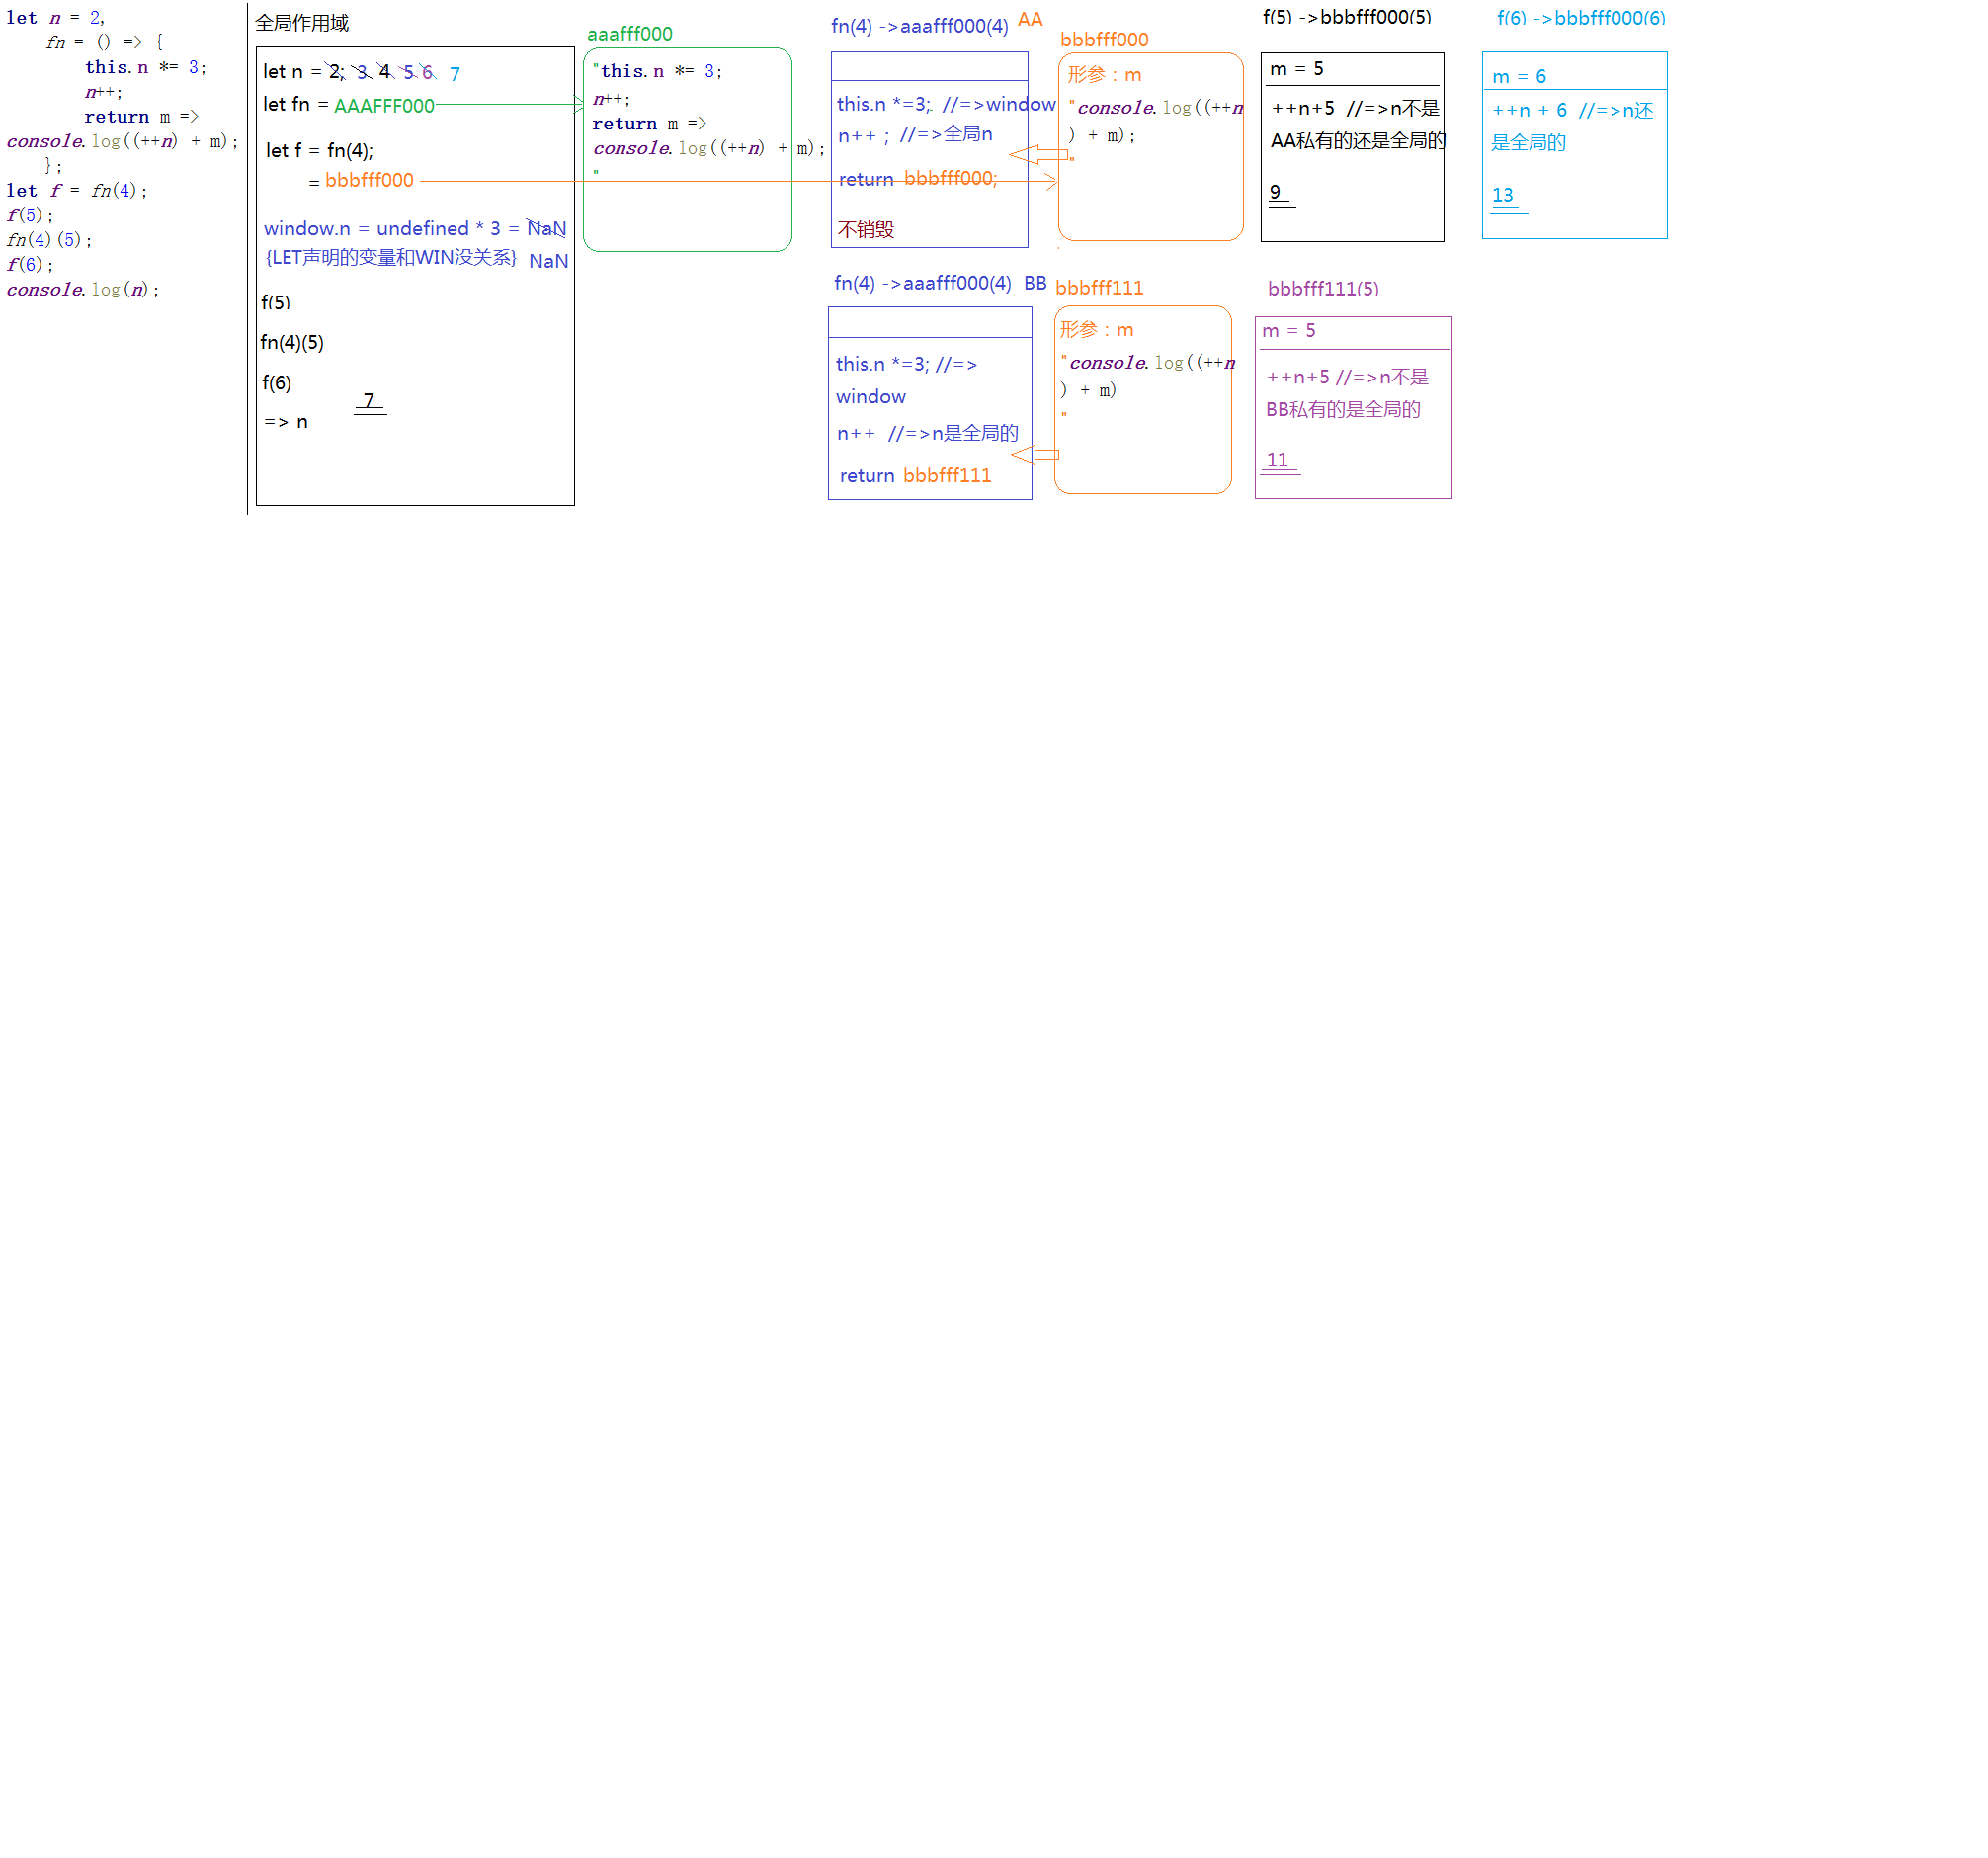 let n = 2,
fn = () => {
this.n *= 3;
n++;
return m =>
console.log((++n) + m);
};
let f = fn(4);
f(5);
fn(4)(5);
f(6);
console.log(n);
全局作用域
let n = 2; 3 4 5 6 7
let fn = AAAFFF000
let f = fn(4);
= bbbfff000
window.n = undefined * 3 = NaN
{LET声明的变量和WIN没关系} NaN
f(5)
fn(4)(5)
f(6)
7
=> n
aaafff000
"this.n *= 3;
n++;
return m =>
console.log((++n) + m);
"
fn(4) ->aaafff000(4) AA
this.n *=3; //=>window
n++ ; //=>全局n
return bbbfff000;
不销毁
bbbfff000
形参：m
"console.log((++n
) + m);
"
f(5) ->bbbfff000(5)
m = 5
++n+5 //=>n不是
AA私有的还是全局的
9
f(6) ->bbbfff000(6)
m = 6
++n + 6 //=>n还
是全局的
13
fn(4) ->aaafff000(4) BB
this.n *=3; //=>
window
n++ //=>n是全局的
return bbbfff111
bbbfff111
形参：m
"console.log((++n
) + m)
"
bbbfff111(5)
m = 5
++n+5 //=>n不是
BB私有的是全局的
11